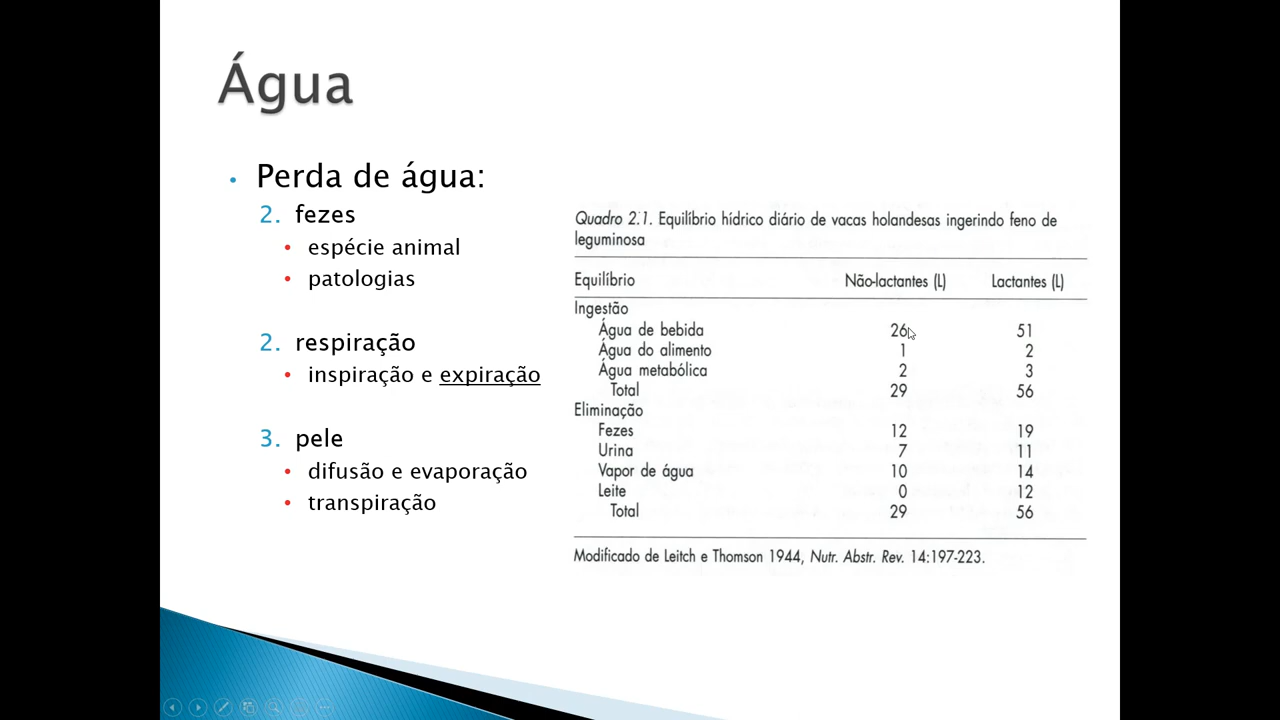 Água
• Perda de água:
2. fezes
• espécie animal
• patologias
2. respiração
• inspiração e expiração
3. pele
• difusão e evaporação
• transpiração
Quadro 2.1. Equilíbrio hídrico diário de vacas holandesas ingerindo feno de
leguminosa
Equilíbrio Não-lactantes (L) Lactantes (L)
Ingestão
Água de bebida 26 51
Água do alimento 1 2
Água metabólica 2 3
Total 29 56
Eliminação
Fezes 12 19
Urina 7 11
Vapor de água 10 14
Leite 0 12
Total 29 56
Modificado de Leitch e Thomson 1944, Nutr. Abstr. Rev. 14:197-223.